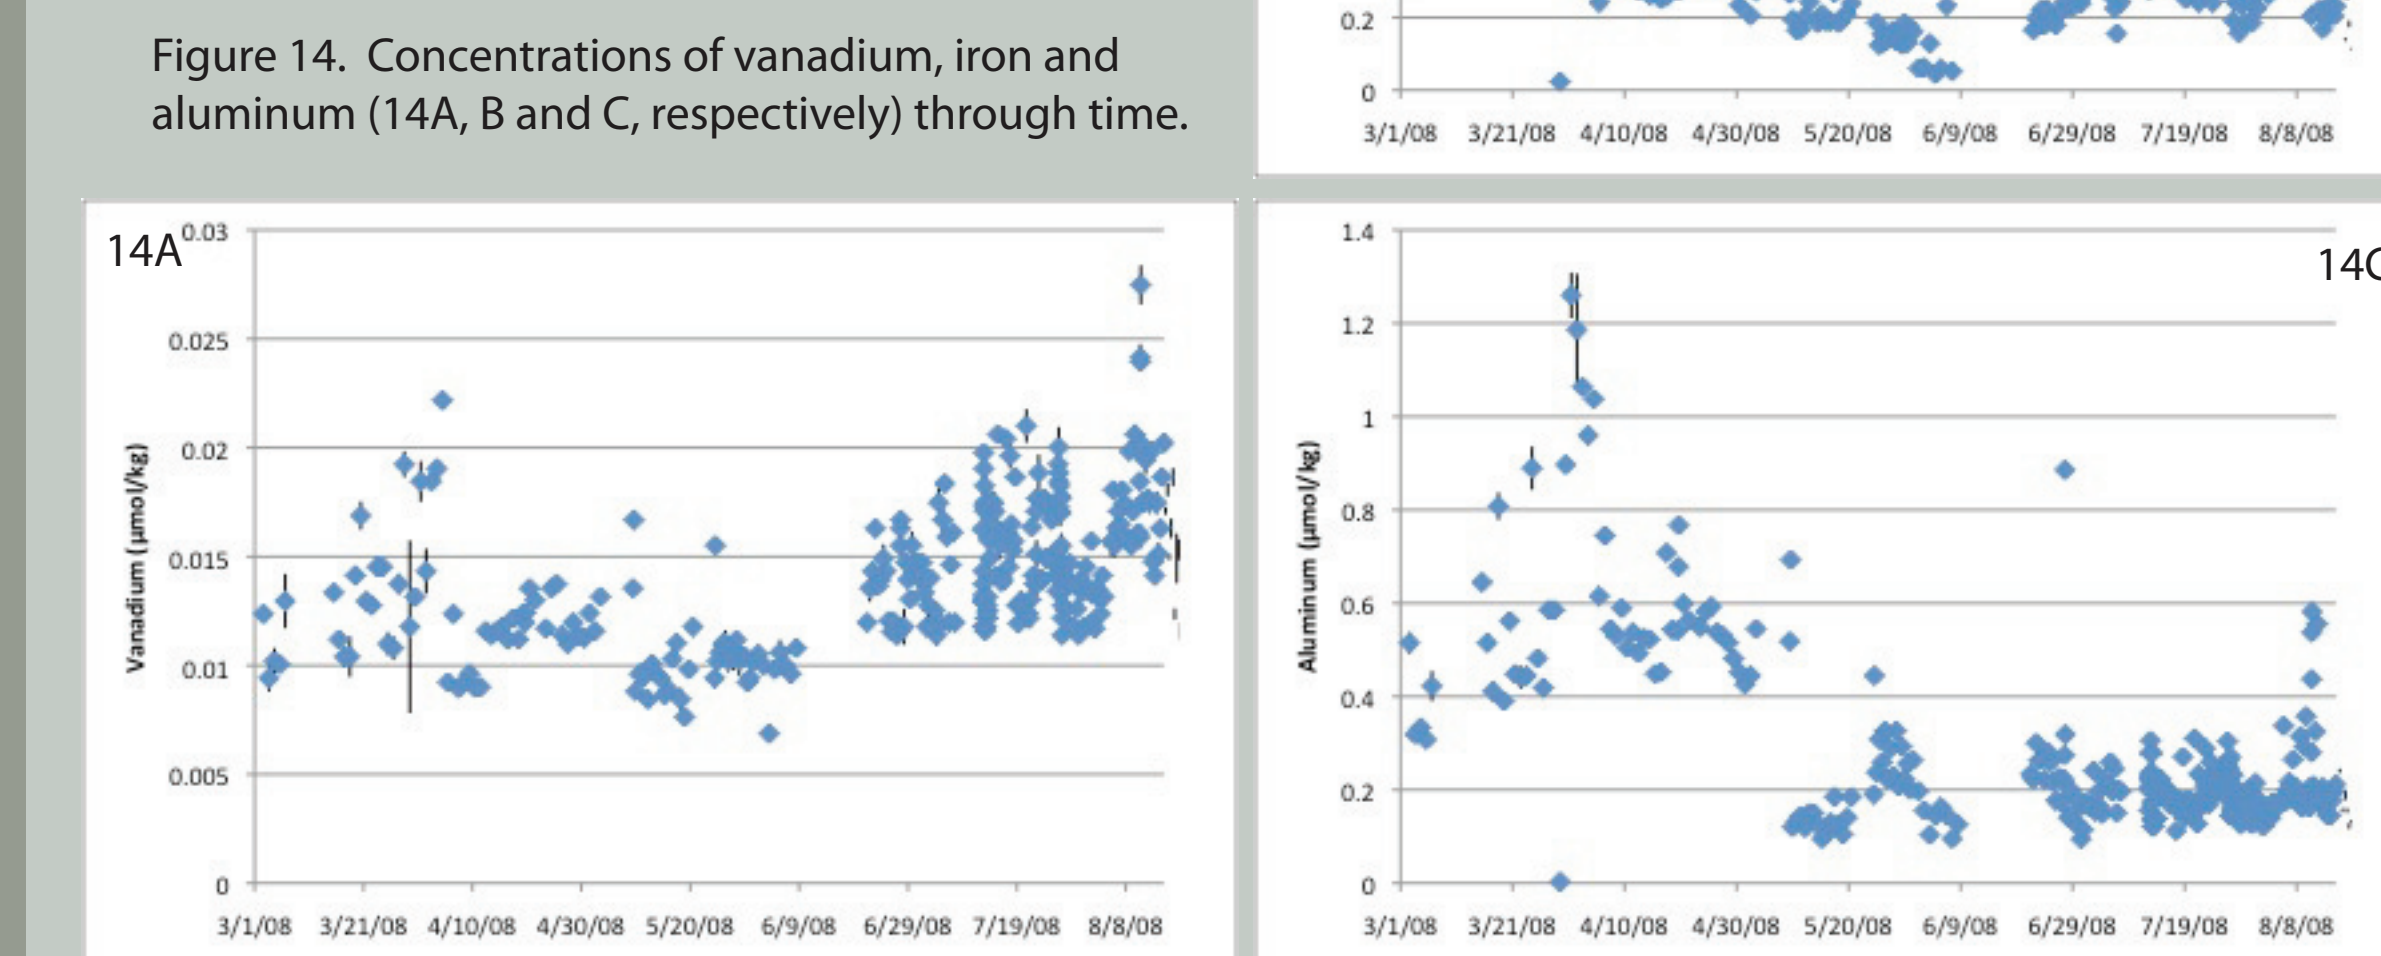 Figure 14. Concentrations of vanadium, iron and
aluminum (14A, B and C, respectively) through time.
0.2
0
3/1/08 3/21/08 4/10/08 4/30/08 5/20/08 6/9/08 6/29/08 7/19/08 8/8/08
14A
0.03
0.025
0.02
0.015
0.01
0.005
0
Vanadium (µmol/kg)
3/1/08 3/21/08 4/10/08 4/30/08 5/20/08 6/9/08 6/29/08 7/19/08 8/8/08
14C
1.4
1.2
1
0.8
0.6
0.4
0.2
0
Aluminum (µmol/kg)
3/1/08 3/21/08 4/10/08 4/30/08 5/20/08 6/9/08 6/29/08 7/19/08 8/8/08